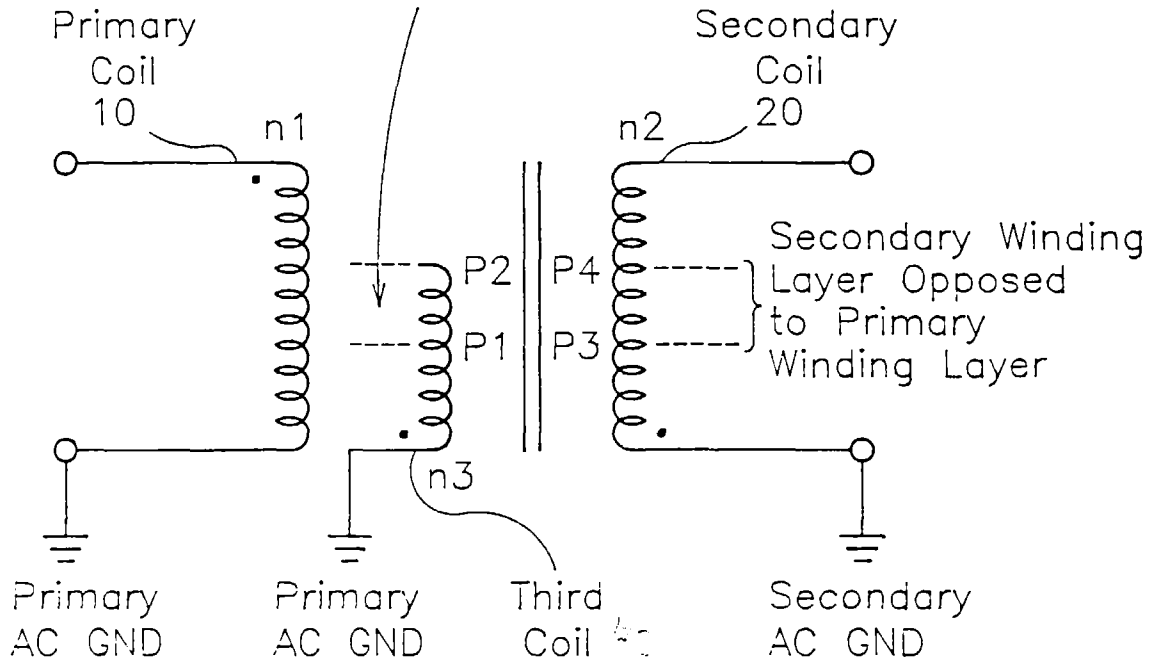 Primary
Coil
10
n1
Secondary
Coil
20
n2
P2
P4
P1
P3
Secondary Winding
Layer Opposed
to Primary
Winding Layer
n3
Primary
AC GND
Primary
AC GND
Third
Coil
Secondary
AC GND